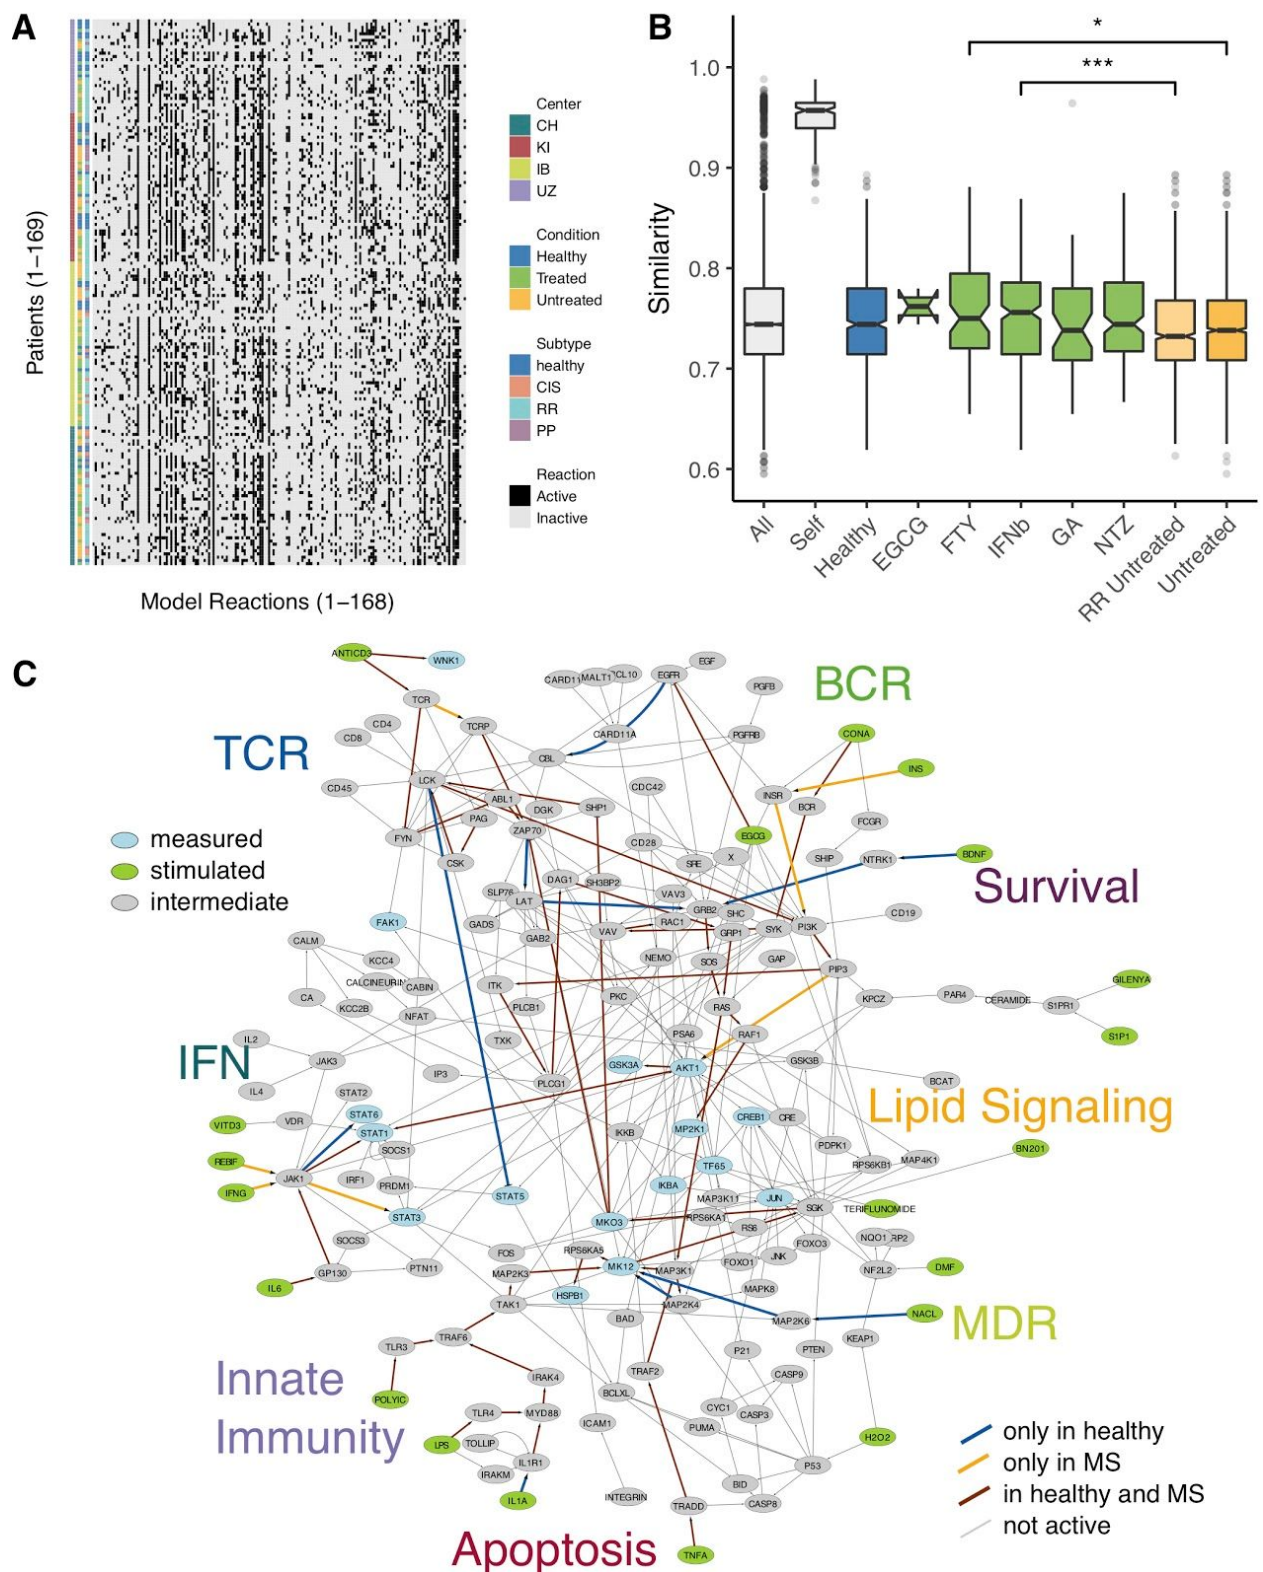 A
Patients (1–169)
Model Reactions (1–168)
Center
CH
KI
IB
UZ
Condition
Healthy
Treated
Untreated
Subtype
healthy
CIS
RR
PP
Reaction
Active
Inactive
B
Similarity
1.0
0.9
0.8
0.7
0.6
*
***
All
Self
Healthy
EGCG
FTY
IFNb
GA
NTZ
RR Untreated
Untreated
C
TCR
BCR
Survival
IFN
Lipid Signaling
MDR
Innate
Immunity
Apoptosis
measured
stimulated
intermediate
only in healthy
only in MS
in healthy and MS
not active
ANTICD3
WNK1
CARD11
MALT1
EGFR
EGF
PGFB
TCR
TCRP
CD4
CD8
CARD11A
PGFRB
CONA
CBL
INS
LCK
CD45
CDC42
INSR
BCR
ABL1
DGK
SHP1
PAG
FCGR
FYN
ZAP70
EGCG
CD28
X
SHIP
NTRK1
BDNF
CSK
SRE
DAG1
SH3BP2
SLP76
LAT
VAV3
GRB2
SHC
CD19
FAK1
GADS
RAC1
GRP1
SYK
PI3K
VAV
GAB2
CALM
KCC4
NEMO
SOS
GAP
PIP3
CALCINEURIN
CABIN
ITK
GILENYA
CA
KCC2B
NFAT
PLCB1
PKC
RAS
KPCZ
PAR4
CERAMIDE
S1PR1
S1P1
IL2
TXK
PSA6
RAF1
JAK3
GSK3A
AKT1
GSK3B
IP3
PLCG1
BCAT
IL4
STAT2
STAT6
VITD3
VDR
STAT1
CREB1
CRE
MP2K1
IKKB
SOCS1
PDPK1
BN201
REBIF
RPS6KB1
MAP4K1
TF65
JAK1
IRF1
PRDM1
IKBA
IFNG
STAT5
MAP3K11
JUN
SGK
TERIFLUNOMIDE
STAT3
MKO3
RPS6KA1
RS6
SOCS3
FOS
RPS6KA5
FOXO3
NQO1
RP2
GP130
PTN11
MAP2K3
MK12
MAP3K1
FOXO1
JNK
NF2L2
DMF
IL6
HSPB1
MAPK8
TAK1
MAP2K4
BAD
MAP2K6
NACL
TLR3
TRAF6
P21
PTEN
KEAP1
IRAK4
TRAF2
CASP9
POLYIC
BCLXL
TLR4
MYD88
CYC1
CASP3
ICAM1
PUMA
LPS
TOLLIP
H2O2
IL1R1
IRAKM
P53
BID
IL1A
INTEGRIN
TRADD
CASP8
TNFA